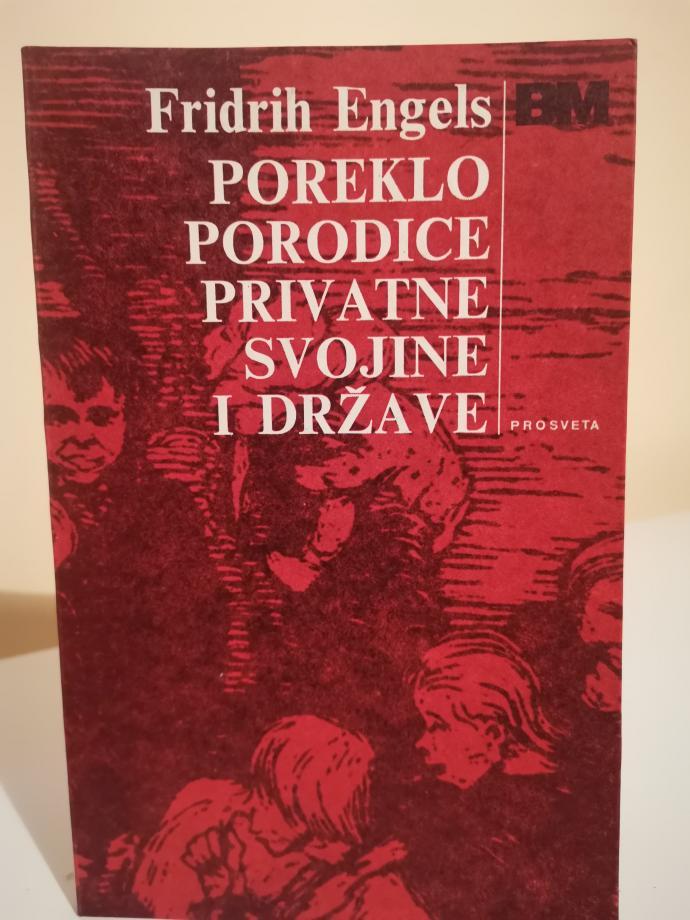 Fridrih Engels
BM
POREKLO
PORODICE
PRIVATNE
SVOJINE
I DRŽAVE
PROSVETA